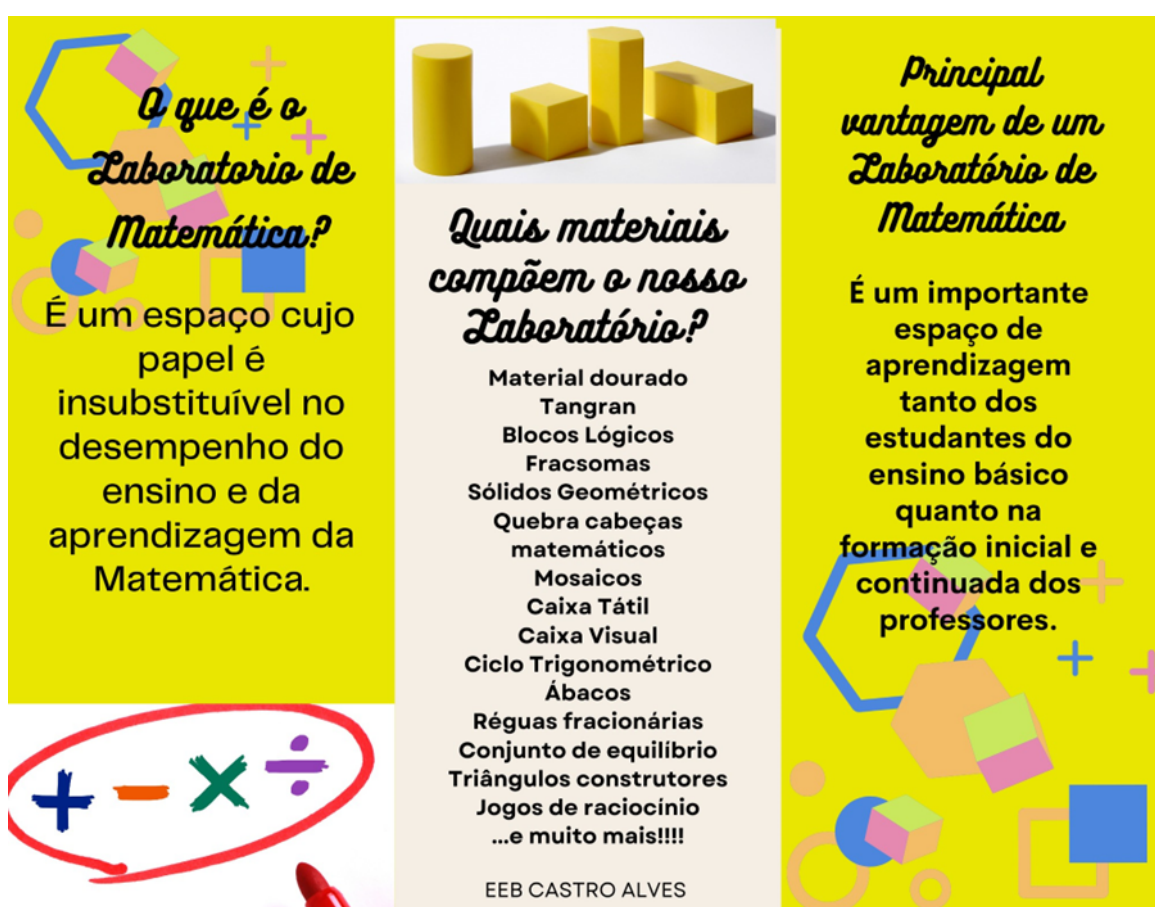 O que é o
Laboratorio de
Matemática?
É um espaço cujo
papel é
insubstituível no
desempenho do
ensino e da
aprendizagem da
Matemática.
+ - × ÷
Quais materiais
compõem o nosso
Laboratório?
Material dourado
Tangran
Blocos Lógicos
Fracsomas
Sólidos Geométricos
Quebra cabeças
matemáticos
Mosaicos
Caixa Tátil
Caixa Visual
Ciclo Trigonométrico
Ábacos
Réguas fracionárias
Conjunto de equilíbrio
Triângulos construtores
Jogos de raciocínio
...e muito mais!!!!
EEB CASTRO ALVES
Principal
vantagem de um
Laboratório de
Matemática
É um importante
espaço de
aprendizagem
tanto dos
estudantes do
ensino básico
quanto na
formação inicial e
continuada dos
professores.